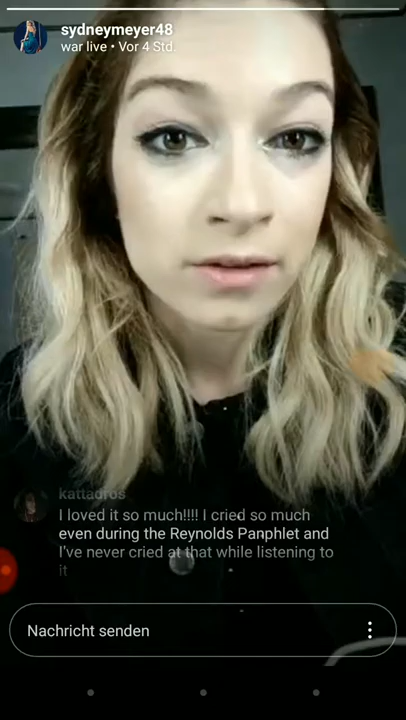 sydneymeyer48
war live • Vor 4 Std.
kattadros
I loved it so much!!!! I cried so much
even during the Reynolds Pamphlet and
I've never cried at that while listening to
it
Nachricht senden